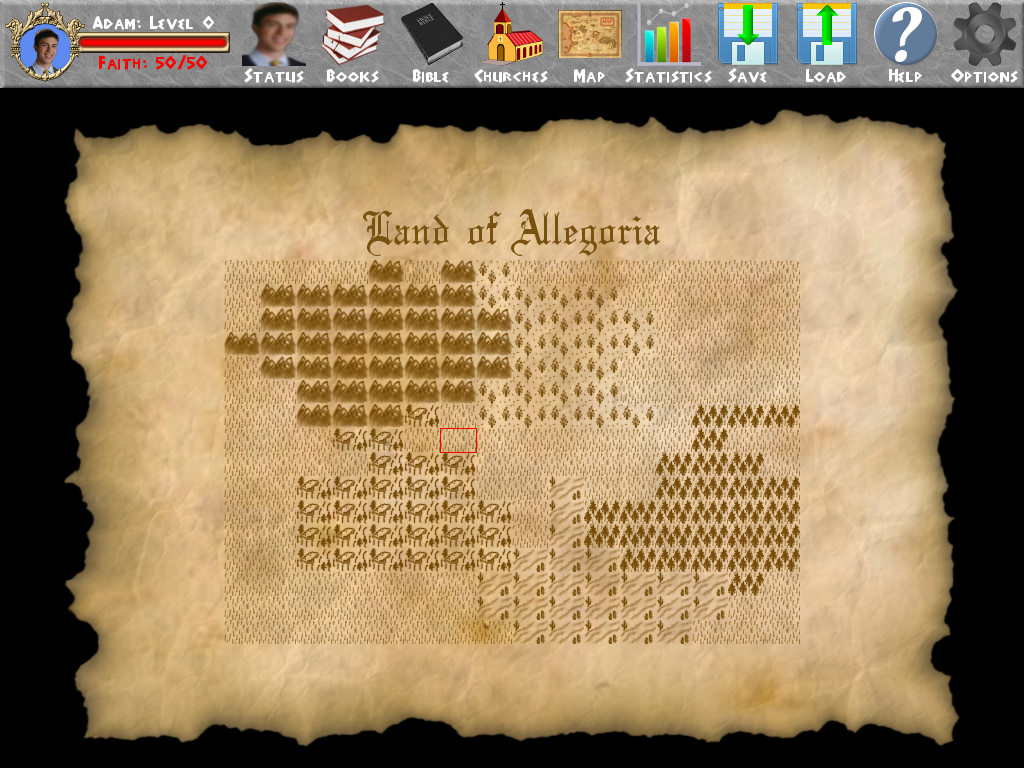 Adam: Level 0
Faith: 50/50
Status Books Bible Churches Map Statistics Save Load Help Options
Land of Allegoria